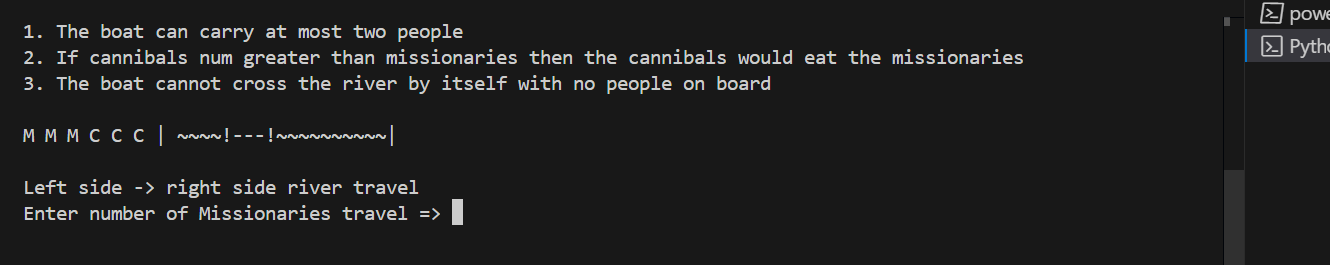 1. The boat can carry at most two people
2. If cannibals num greater than missionaries then the cannibals would eat the missionaries
3. The boat cannot cross the river by itself with no people on board
M M M C C C | ~~~~!---!~~~~~~~~~~|
Left side -> right side river travel
Enter number of Missionaries travel =>